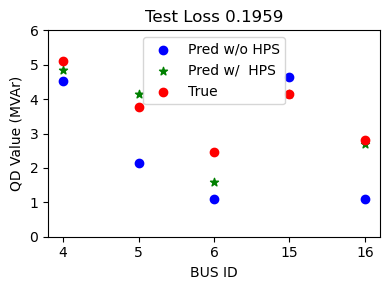 Test Loss 0.1959
QD Value (MVAr)
6
5
4
3
2
1
0
Pred w/o HPS
Pred w/  HPS
True
4 5 6 15 16
BUS ID